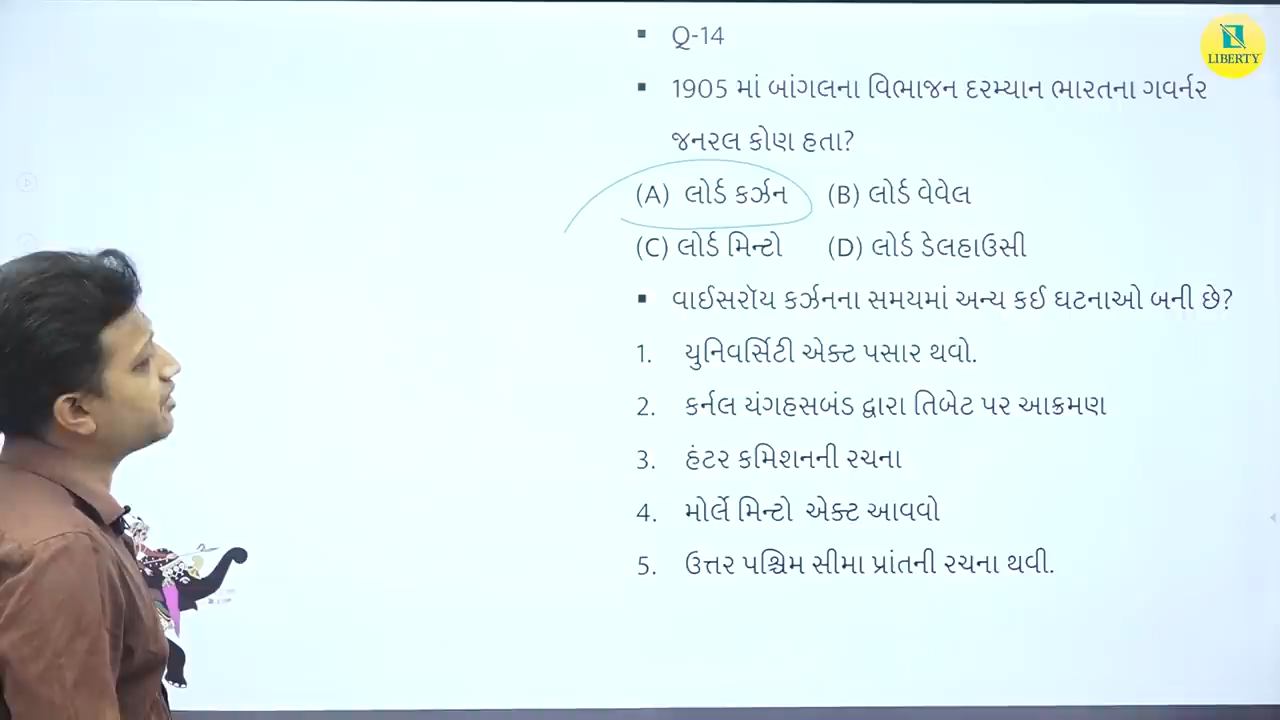 Q-14
1905 માં બાંગલના વિભાજન દરમ્યાન ભારતના ગવર્નર
જનરલ કોણ હતા?
(A) લોર્ડ કર્ઝન (B) લોર્ડ વેવેલ
(C) લોર્ડ મિન્ટો (D) લોર્ડ ડેલહાઉસી
વાઈસરૉય કર્ઝનના સમયમાં અન્ય કઈ ઘટનાઓ બની છે?
1. યુનિવર્સિટી એક્ટ પસાર થવો.
2. કર્નલ યંગહસબંડ દ્વારા તિબેટ પર આક્રમણ
3. હંટર કમિશનની રચના
4. મોર્લે મિન્ટો એક્ટ આવવો
5. ઉત્તર પશ્ચિમ સીમા પ્રાંતની રચના થવી.
LIBERTY